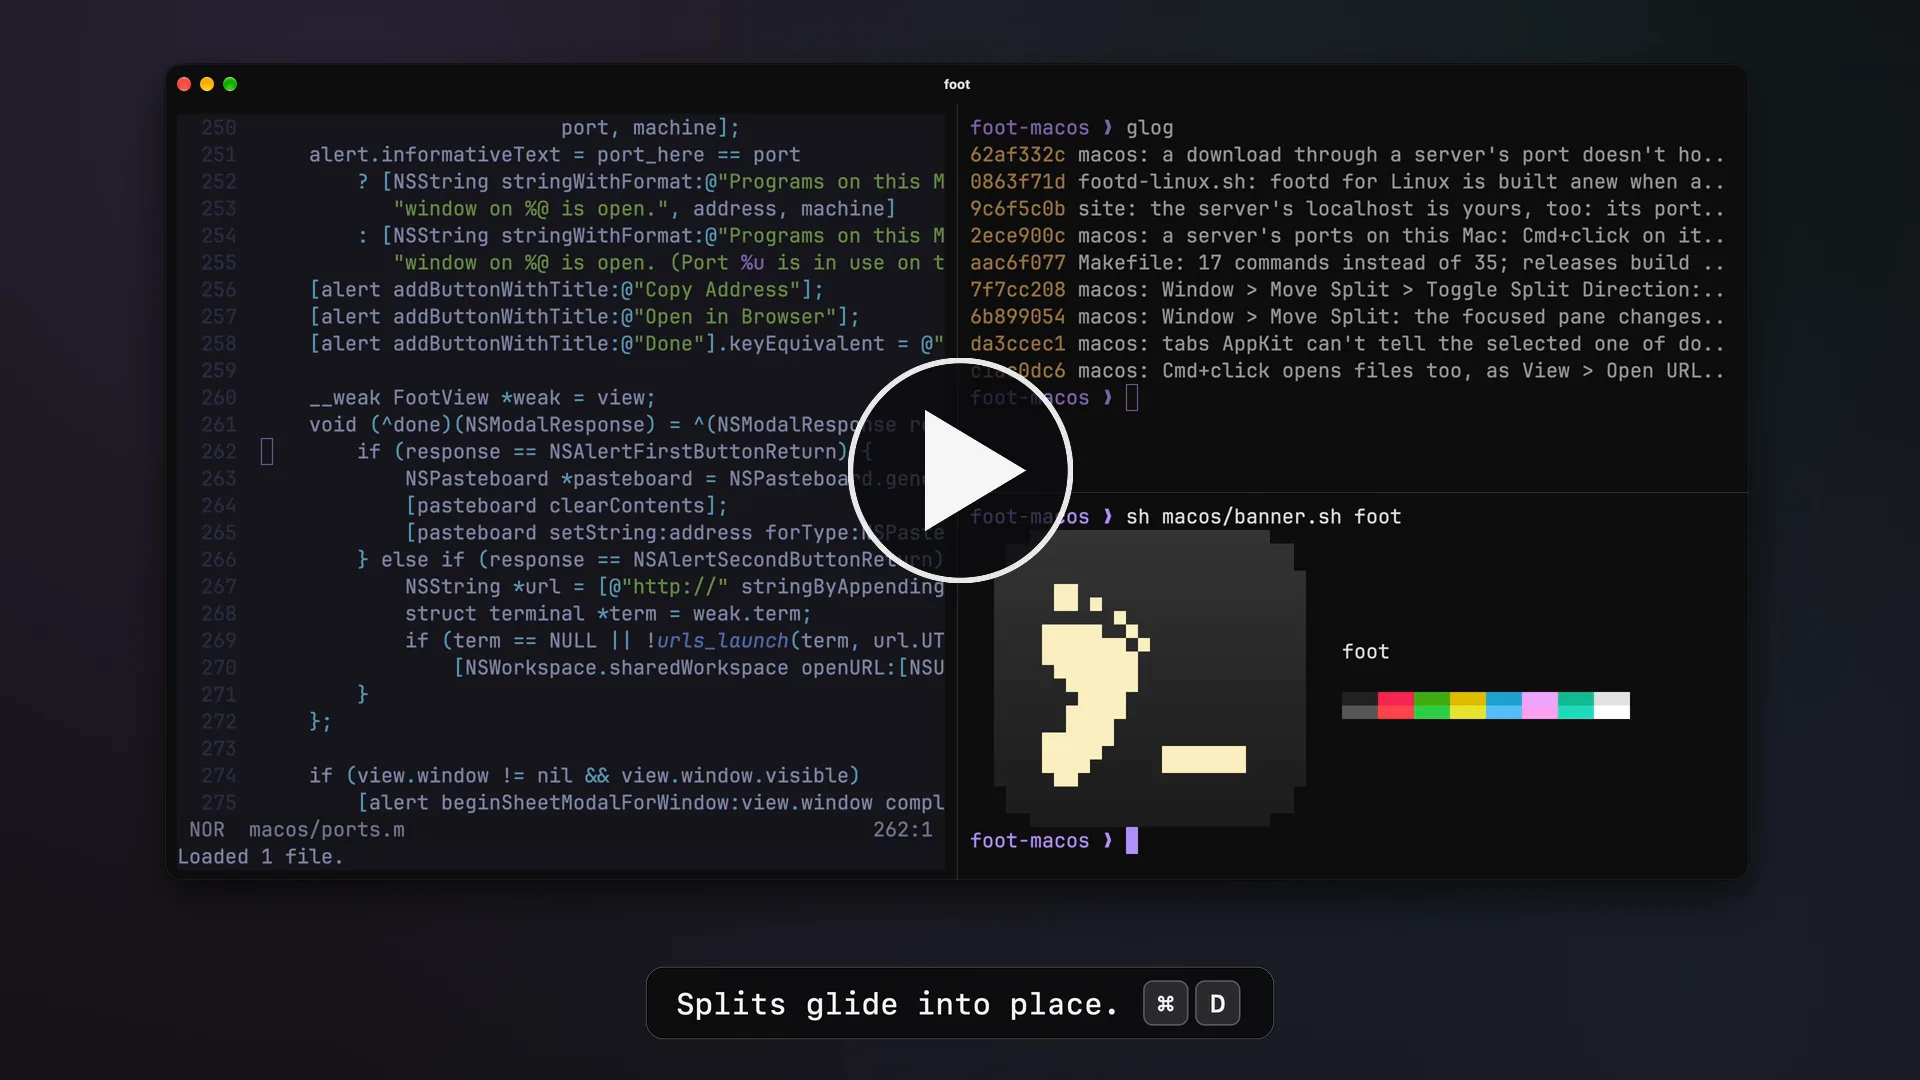 foot
250 port, machine];
251 alert.informativeText = port_here == port
252 ? [NSString stringWithFormat:@"Programs on this M
253 "window on %@ is open.", address, machine]
254 : [NSString stringWithFormat:@"Programs on this M
255 "window on %@ is open. (Port %u is in use on t
256 [alert addButtonWithTitle:@"Copy Address"];
257 [alert addButtonWithTitle:@"Open in Browser"];
258 [alert addButtonWithTitle:@"Done"].keyEquivalent = @"
259
260 __weak FootView *weak = view;
261 void (^done)(NSModalResponse) = ^(NSModalResponse
262 if (response == NSAlertFirstButtonReturn) {
263 NSPasteboard *pasteboard = NSPasteboard.gen
264 [pasteboard clearContents];
265 [pasteboard setString:address forType:NSPaste
266 } else if (response == NSAlertSecondButtonReturn)
267 NSString *url = [@"http://" stringByAppending
268 struct terminal *term = weak.term;
269 if (term == NULL || !urls_launch(term, url.UT
270 [NSWorkspace.sharedWorkspace openURL:[NSU
271 }
272 };
273
274 if (view.window != nil && view.window.visible)
275 [alert beginSheetModalForWindow:view.window compl
NOR macos/ports.m 262:1
Loaded 1 file.
foot-macos ❯ glog
62af332c macos: a download through a server's port doesn't ho..
0863f71d footd-linux.sh: footd for Linux is built anew when a..
9c6f5c0b site: the server's localhost is yours, too: its port..
2ece900c macos: a server's ports on this Mac: Cmd+click on it..
aac6f077 Makefile: 17 commands instead of 35; releases build ..
7f7cc208 macos: Window > Move Split > Toggle Split Direction:..
6b899054 macos: Window > Move Split: the focused pane changes..
da3ccec1 macos: tabs AppKit can't tell the selected one of do..
macos: Cmd+click opens files too, as View > Open URL..
foot-macos ❯
foot-macos ❯ sh macos/banner.sh foot
foot
foot-macos ❯
Splits glide into place. ⌘ D